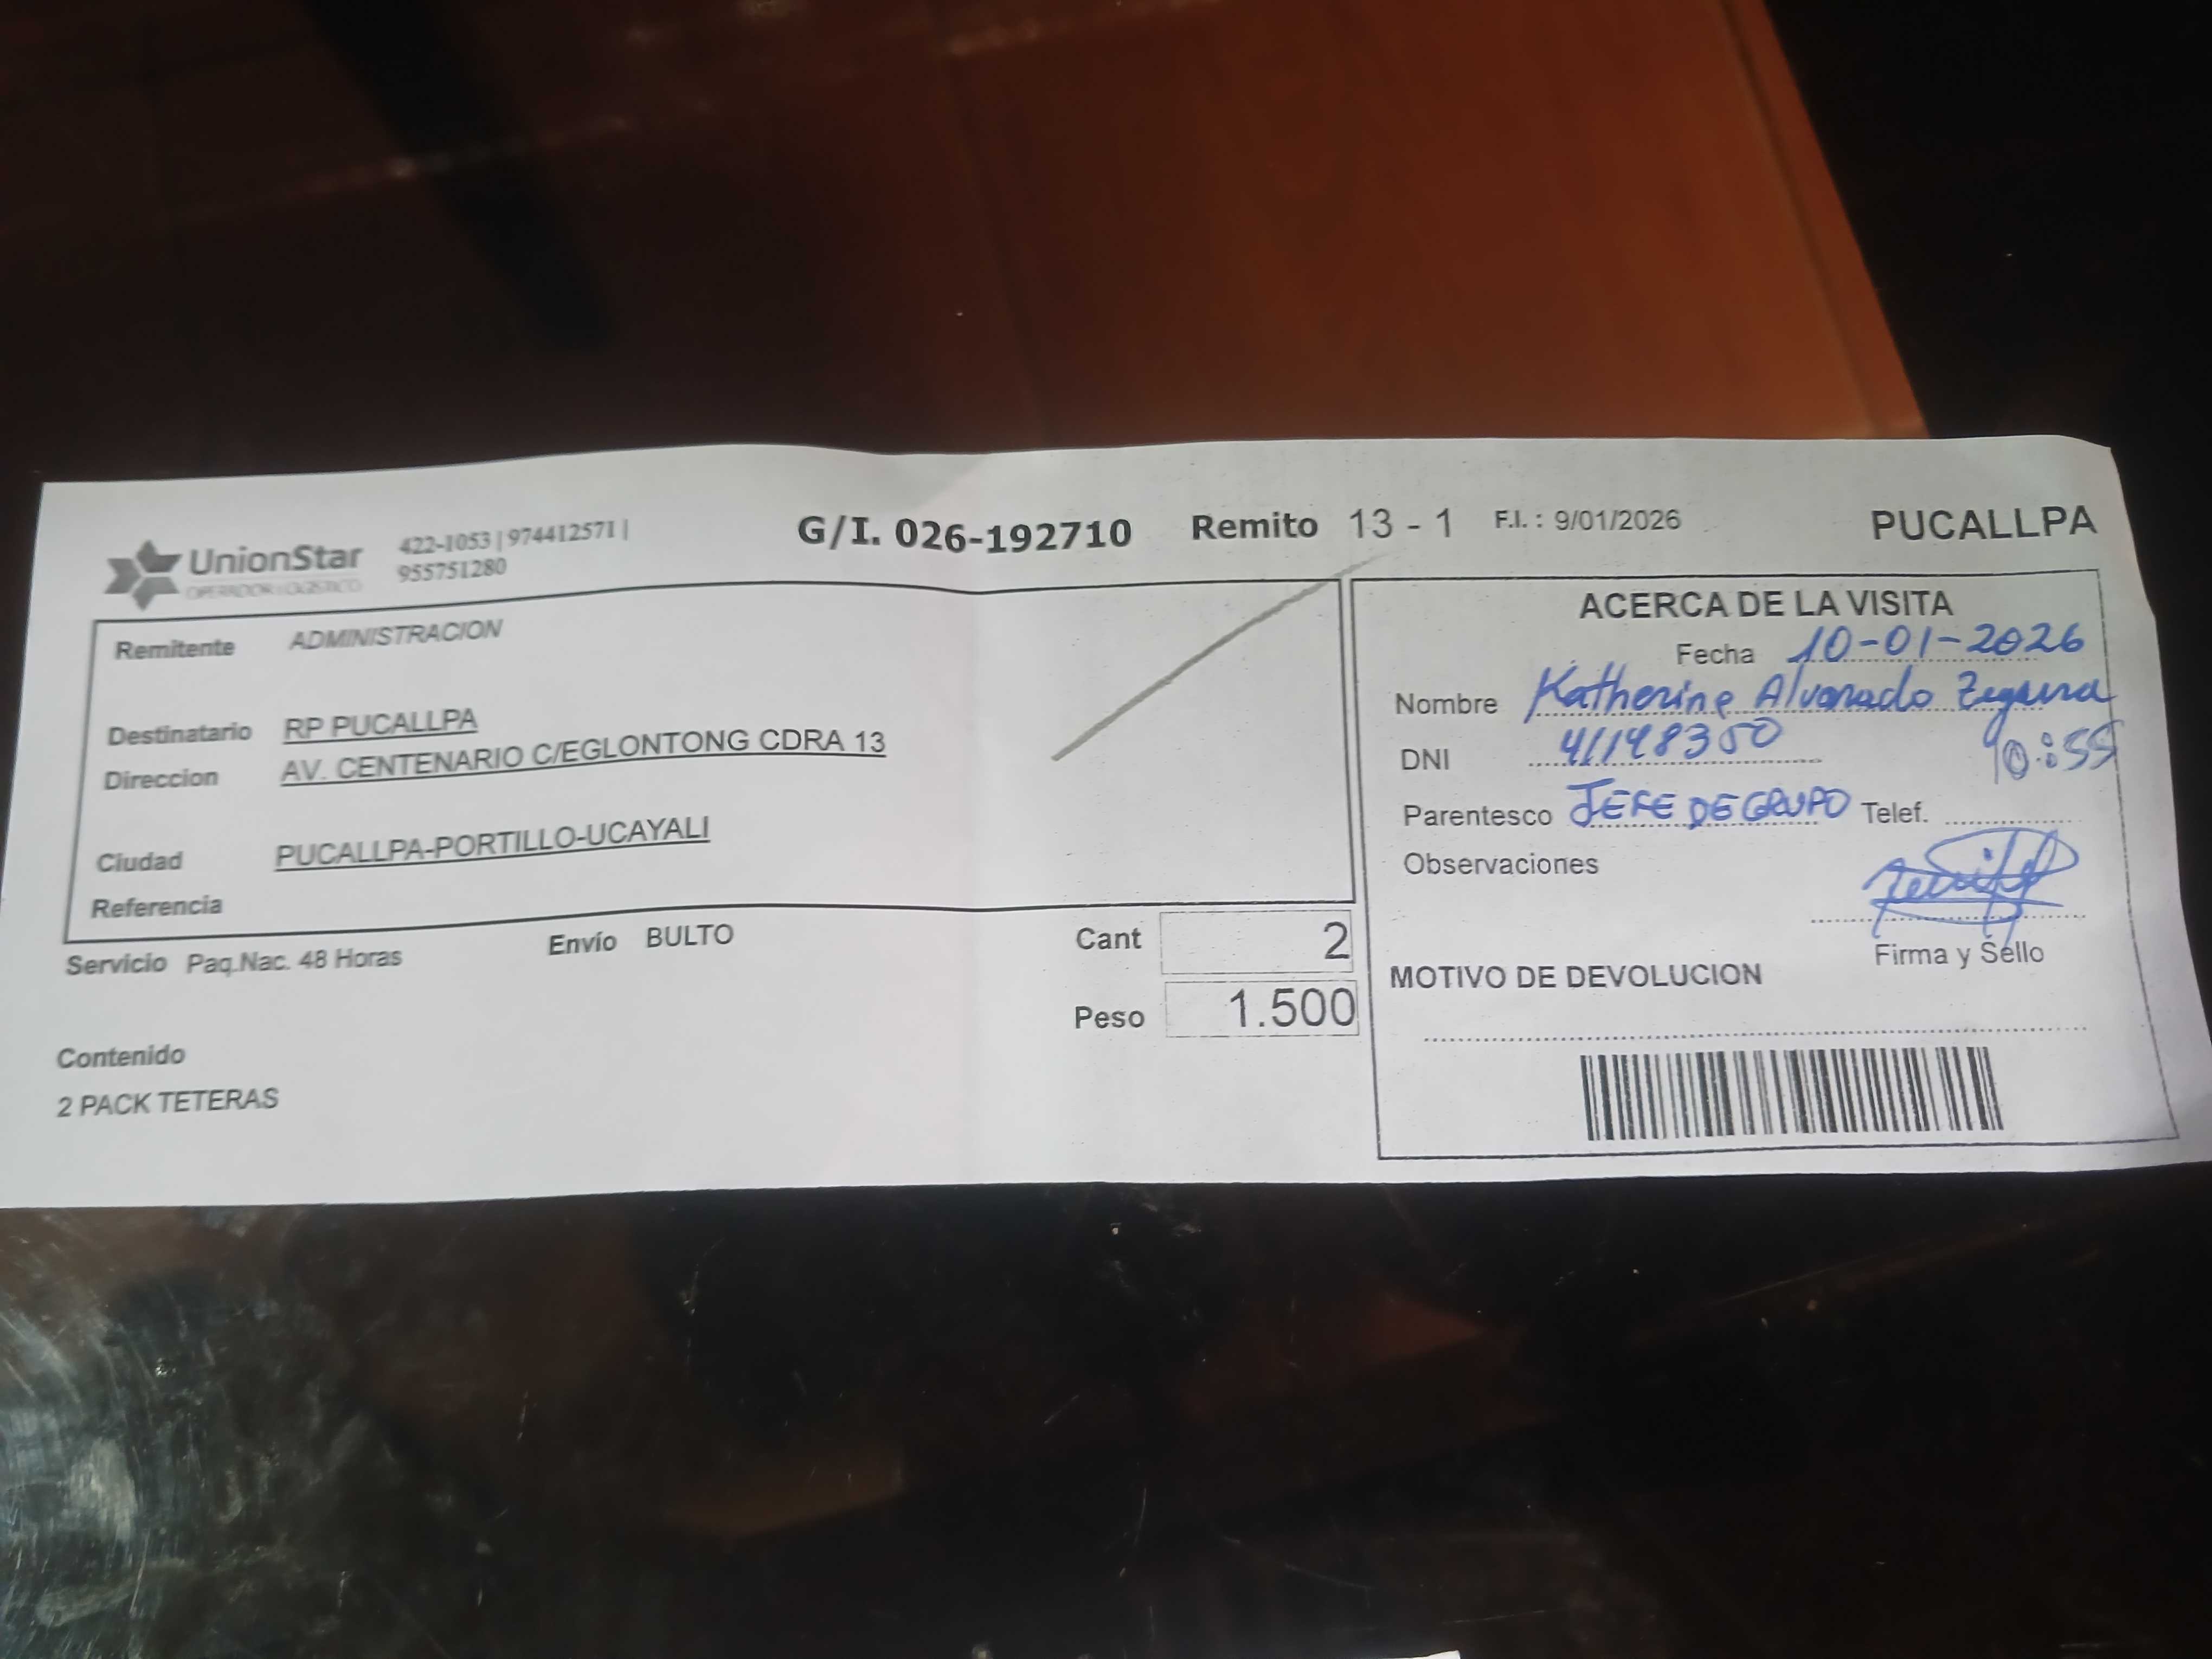 UnionStar
OPERADOR LOGISTICO
422-1053 | 974412571 |
955751280
G/I. 026-192710 Remito 13 - 1 F.I. : 9/01/2026 PUCALLPA
Remitente ADMINISTRACION
Destinatario RP PUCALLPA
Direccion AV. CENTENARIO C/EGLONTONG CDRA 13
Ciudad PUCALLPA-PORTILLO-UCAYALI
Referencia
Servicio Paq.Nac. 48 Horas Envío BULTO
Cant 2
Peso 1.500
Contenido
2 PACK TETERAS
ACERCA DE LA VISITA
Fecha 10-01-2026
Nombre Katherine Alvarado
DNI 41148350 10:55
Parentesco JEFE DE GRUPO Telef.
Observaciones
Firma y Sello
MOTIVO DE DEVOLUCION